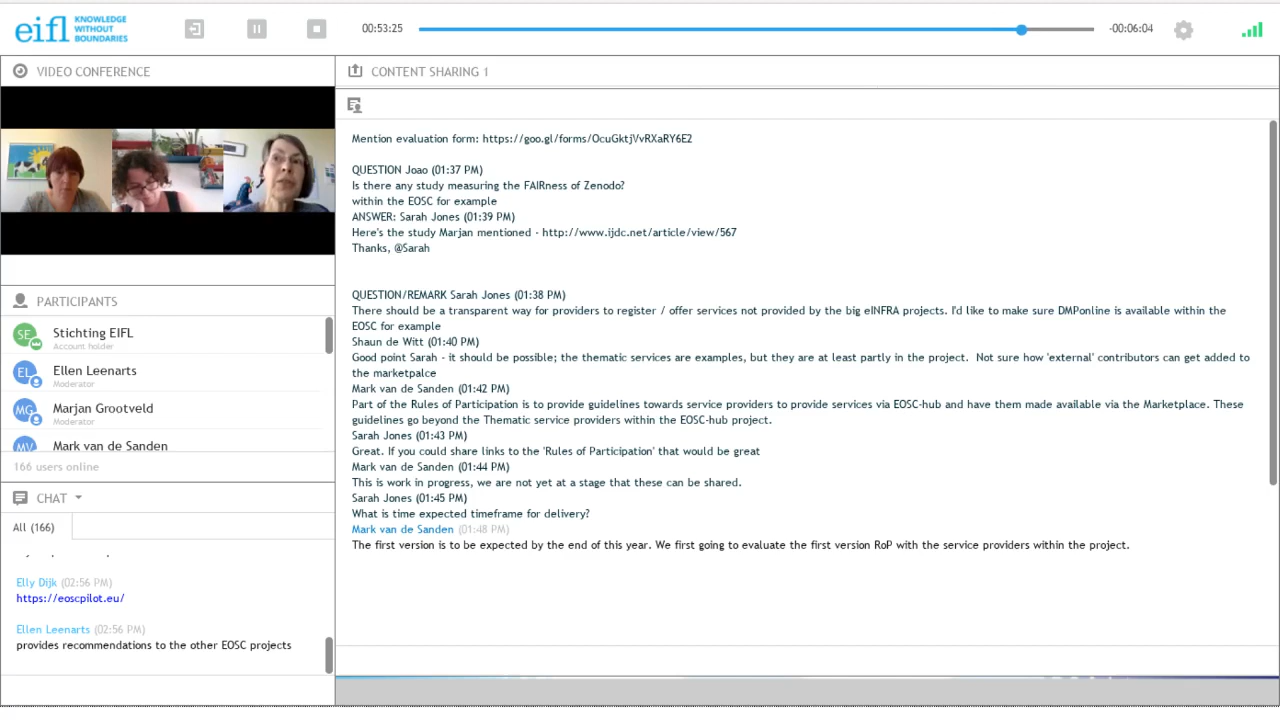 eifl KNOWLEDGE
WITHOUT
BOUNDARIES
00:53:25
-00:06:04
VIDEO CONFERENCE
PARTICIPANTS
SE Stichting EIFL
Account holder
EL Ellen Leenarts
Moderator
MG Marjan Grootveld
Moderator
MV Mark van de Sanden
166 users online
CHAT
All (166)
Elly Dijk (02:56 PM)
https://eoscpilot.eu/
Ellen Leenarts (02:56 PM)
provides recommendations to the other EOSC projects
CONTENT SHARING 1
Mention evaluation form: https://goo.gl/forms/OcuGktjVvRXaRY6E2
QUESTION Joao (01:37 PM)
Is there any study measuring the FAIRness of Zenodo?
within the EOSC for example
ANSWER: Sarah Jones (01:39 PM)
Here's the study Marjan mentioned - http://www.ijdc.net/article/view/567
Thanks, @Sarah
QUESTION/REMARK Sarah Jones (01:38 PM)
There should be a transparent way for providers to register / offer services not provided by the big eINFRA projects. I'd like to make sure DMPonline is available within the
EOSC for example
Shaun de Witt (01:40 PM)
Good point Sarah - it should be possible; the thematic services are examples, but they are at least partly in the project.  Not sure how 'external' contributors can get added to
the marketpalce
Mark van de Sanden (01:42 PM)
Part of the Rules of Participation is to provide guidelines towards service providers to provide services via EOSC-hub and have them made available via the Marketplace. These
guidelines go beyond the Thematic service providers within the EOSC-hub project.
Sarah Jones (01:43 PM)
Great. If you could share links to the 'Rules of Participation' that would be great
Mark van de Sanden (01:44 PM)
This is work in progress, we are not yet at a stage that these can be shared.
Sarah Jones (01:45 PM)
What is time expected timeframe for delivery?
Mark van de Sanden (01:48 PM)
The first version is to be expected by the end of this year. We first going to evaluate the first version RoP with the service providers within the project.